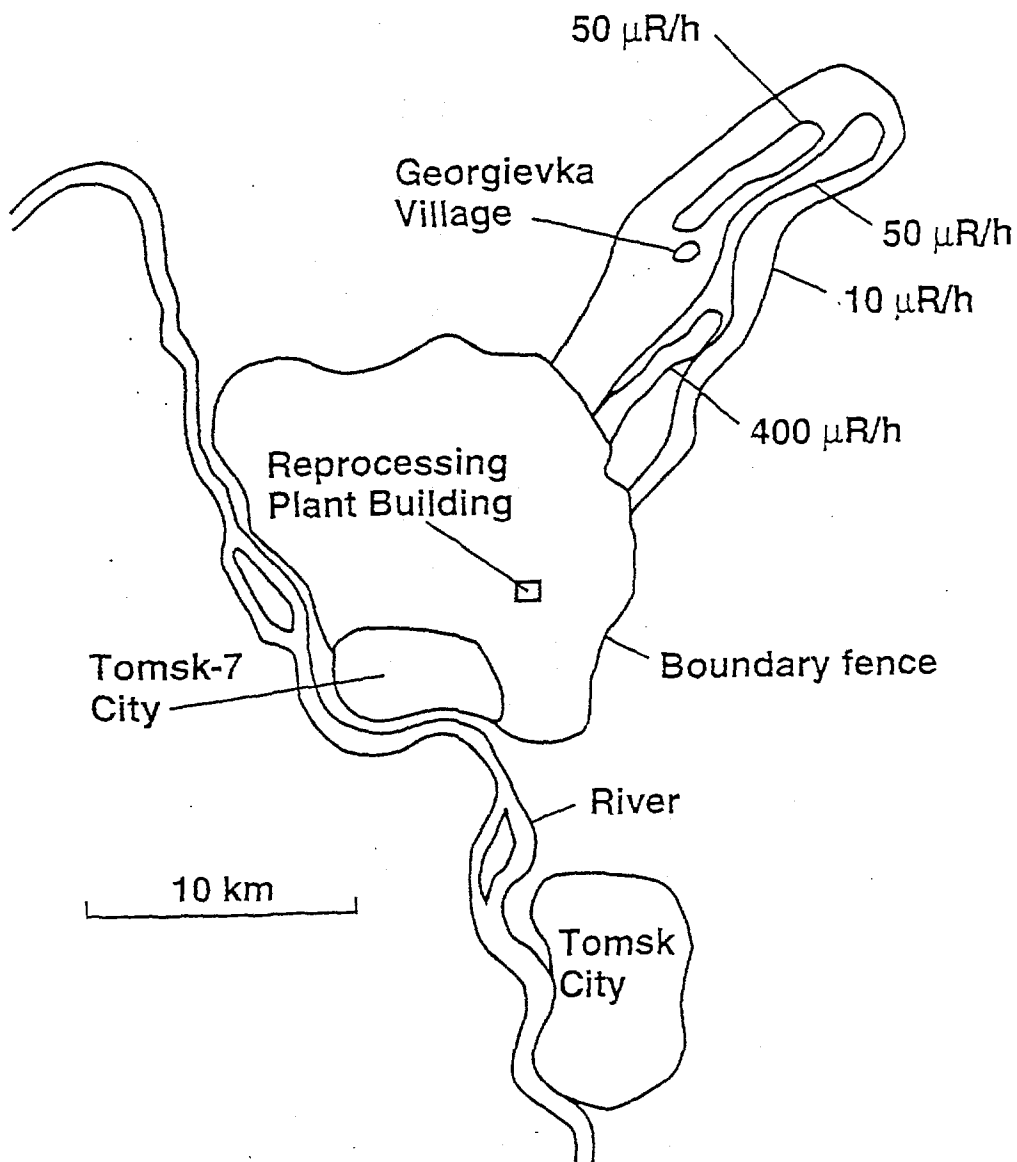 50 μR/h
Georgievka
Village
50 μR/h
10 μR/h
400 μR/h
Reprocessing
Plant Building
Tomsk-7
City
Boundary fence
River
10 km
Tomsk
City